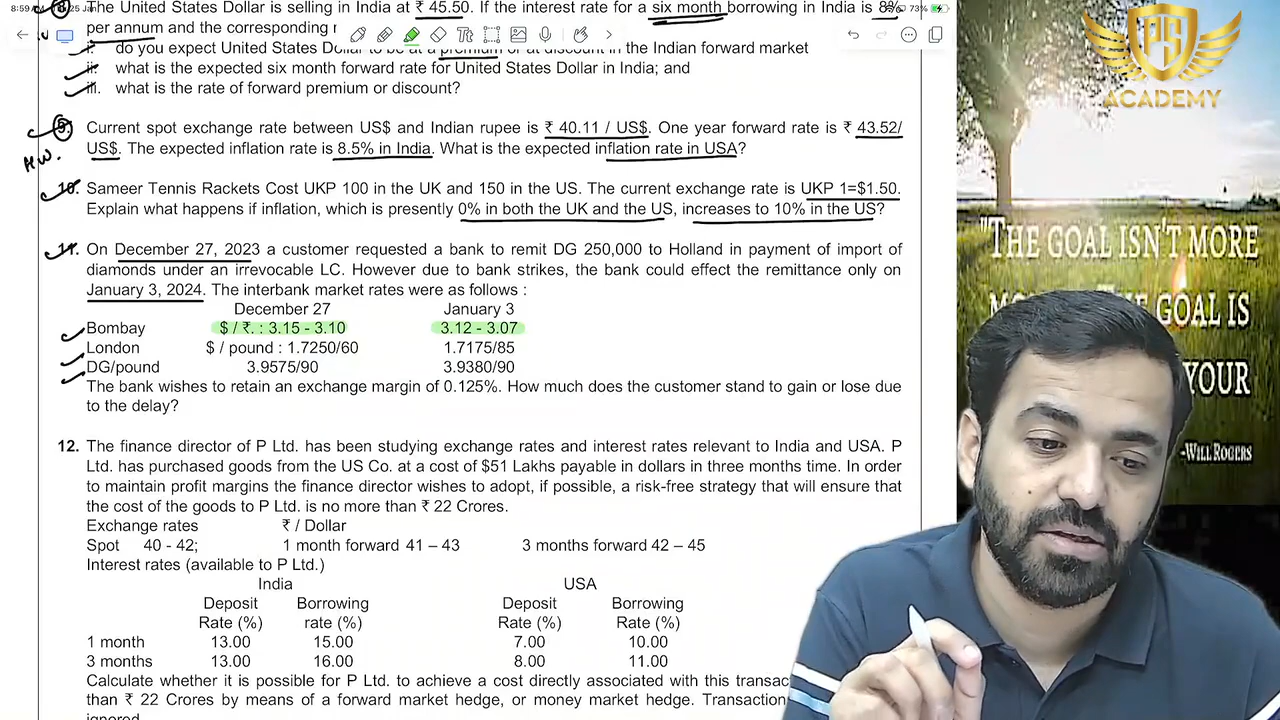 The United States Dollar is selling in India at ₹ 45.50. If the interest rate for a six month borrowing in India is 8%
8:59 73%
per annum and the corresponding
i. do you expect United States Dollar to be at a premium or at discount in the Indian forward market
ii. what is the expected six month forward rate for United States Dollar in India; and
iii. what is the rate of forward premium or discount?
Current spot exchange rate between US$ and Indian rupee is ₹ 40.11 / US$. One year forward rate is ₹ 43.52/
US$. The expected inflation rate is 8.5% in India. What is the expected inflation rate in USA?
HW.
10. Sameer Tennis Rackets Cost UKP 100 in the UK and 150 in the US. The current exchange rate is UKP 1=$1.50.
Explain what happens if inflation, which is presently 0% in both the UK and the US, increases to 10% in the US?
11. On December 27, 2023 a customer requested a bank to remit DG 250,000 to Holland in payment of import of
diamonds under an irrevocable LC. However due to bank strikes, the bank could effect the remittance only on
January 3, 2024. The interbank market rates were as follows :
December 27 January 3
Bombay $ / ₹. : 3.15 - 3.10 3.12 - 3.07
London $ / pound : 1.7250/60 1.7175/85
DG/pound 3.9575/90 3.9380/90
The bank wishes to retain an exchange margin of 0.125%. How much does the customer stand to gain or lose due
to the delay?
12. The finance director of P Ltd. has been studying exchange rates and interest rates relevant to India and USA. P
Ltd. has purchased goods from the US Co. at a cost of $51 Lakhs payable in dollars in three months time. In order
to maintain profit margins the finance director wishes to adopt, if possible, a risk-free strategy that will ensure that
the cost of the goods to P Ltd. is no more than ₹ 22 Crores.
Exchange rates ₹ / Dollar
Spot 40 - 42; 1 month forward 41 – 43 3 months forward 42 – 45
Interest rates (available to P Ltd.)
India USA
Deposit Borrowing Deposit Borrowing
Rate (%) rate (%) Rate (%) Rate (%)
1 month 13.00 15.00 7.00 10.00
3 months 13.00 16.00 8.00 11.00
Calculate whether it is possible for P Ltd. to achieve a cost directly associated with this transac
than ₹ 22 Crores by means of a forward market hedge, or money market hedge. Transaction
ignored
PS
ACADEMY
"THE GOAL ISN'T MORE
GOAL IS
YOUR
-WILL ROGERS